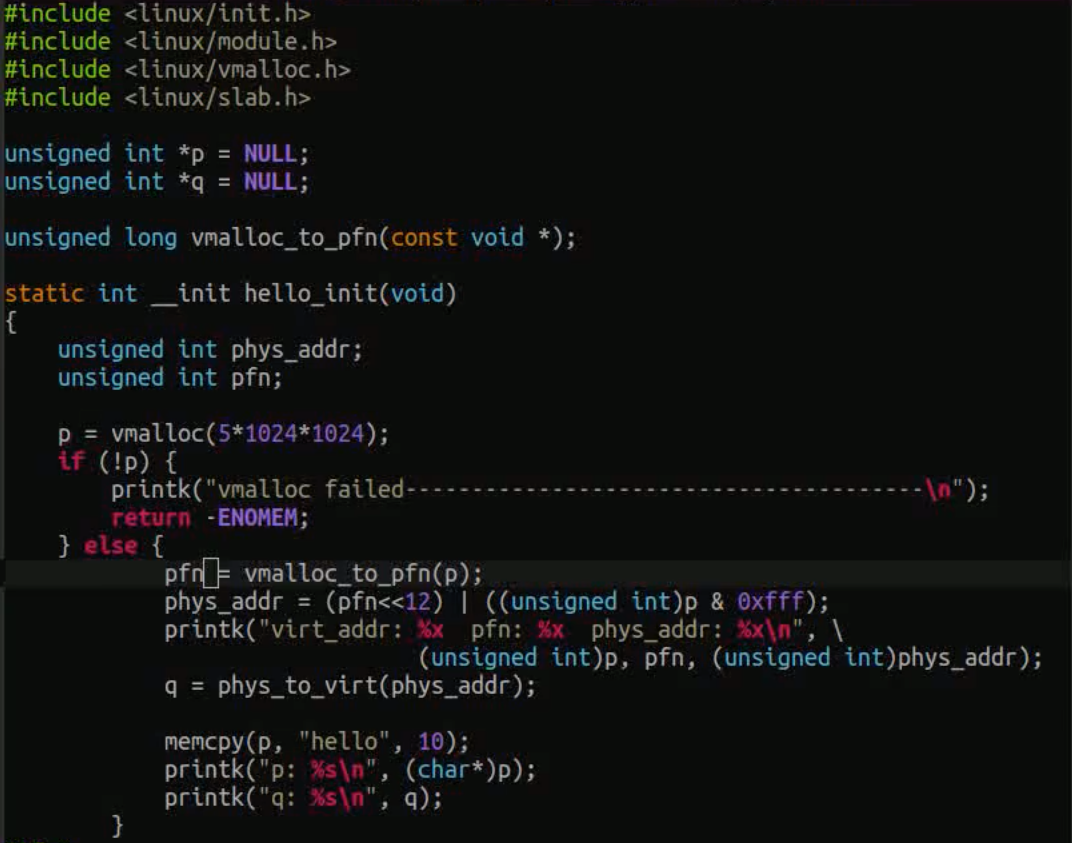 #include <linux/init.h>
#include <linux/module.h>
#include <linux/vmalloc.h>
#include <linux/slab.h>
unsigned int *p = NULL;
unsigned int *q = NULL;
unsigned long vmalloc_to_pfn(const void *);
static int __init hello_init(void)
{
    unsigned int phys_addr;
    unsigned int pfn;
    p = vmalloc(5*1024*1024);
    if (!p) {
        printk("vmalloc failed---------------------------------------\n");
        return -ENOMEM;
    } else {
            pfn = vmalloc_to_pfn(p);
            phys_addr = (pfn<<12) | ((unsigned int)p & 0xfff);
            printk("virt_addr: %x  pfn: %x  phys_addr: %x\n", \
                               (unsigned int)p, pfn, (unsigned int)phys_addr);
            q = phys_to_virt(phys_addr);
            memcpy(p, "hello", 10);
            printk("p: %s\n", (char*)p);
            printk("q: %s\n", q);
        }